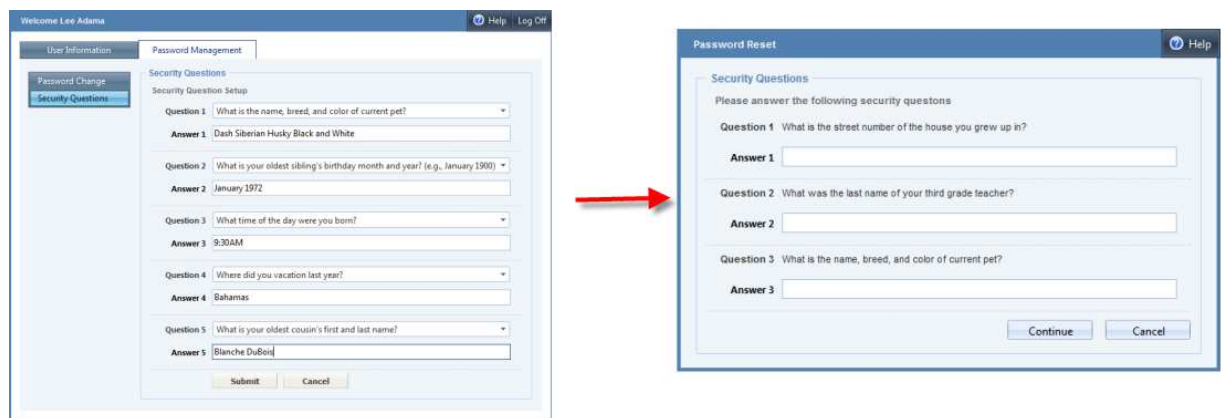 Welcome Lee Adama
Help Log Off
User Information
Password Management
Password Change
Security Questions
Security Questions
Security Question Setup
Question 1 What is the name, breed, and color of current pet?
Answer 1 Dash Siberian Husky Black and White
Question 2 What is your oldest sibling's birthday month and year? (e.g., January 1900)
Answer 2 January 1972
Question 3 What time of the day were you born?
Answer 3 9:30AM
Question 4 Where did you vacation last year?
Answer 4 Bahamas
Question 5 What is your oldest cousin's first and last name?
Answer 5 Blanche DuBois
Submit Cancel
Password Reset
Help
Security Questions
Please answer the following security questons
Question 1 What is the street number of the house you grew up in?
Answer 1
Question 2 What was the last name of your third grade teacher?
Answer 2
Question 3 What is the name, breed, and color of current pet?
Answer 3
Continue Cancel